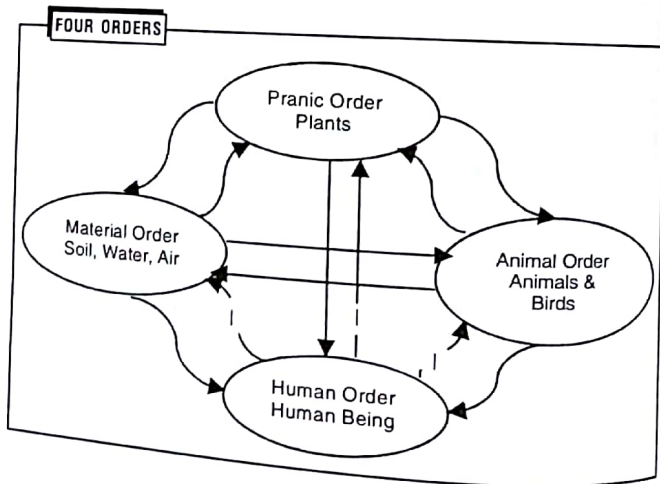 FOUR ORDERS
Pranic Order
Plants
Material Order
Soil, Water, Air
Animal Order
Animals &
Birds
Human Order
Human Being